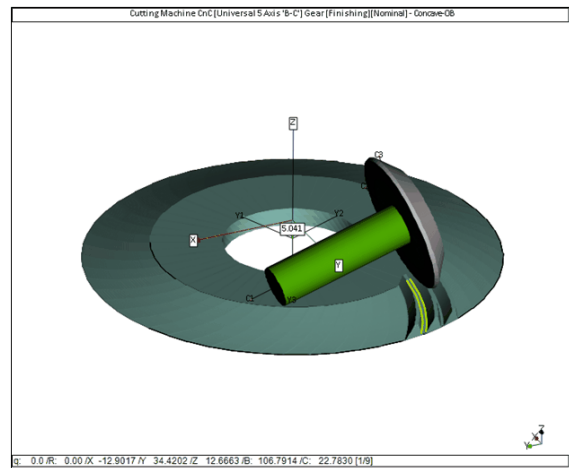 Cutting Machine CnC [Universal 5 Axis 'B-C'] Gear [Finishing][Nominal] - Concave-OB
Z
C3
Y1
Y2
5.041
X
Y
C1
Z
X
Y
q: 0.0 /R: 0.00 /X -12.9017 /Y 34.4202 /Z 12.6663 /B: 106.7914 /C: 22.7830 [1/9]